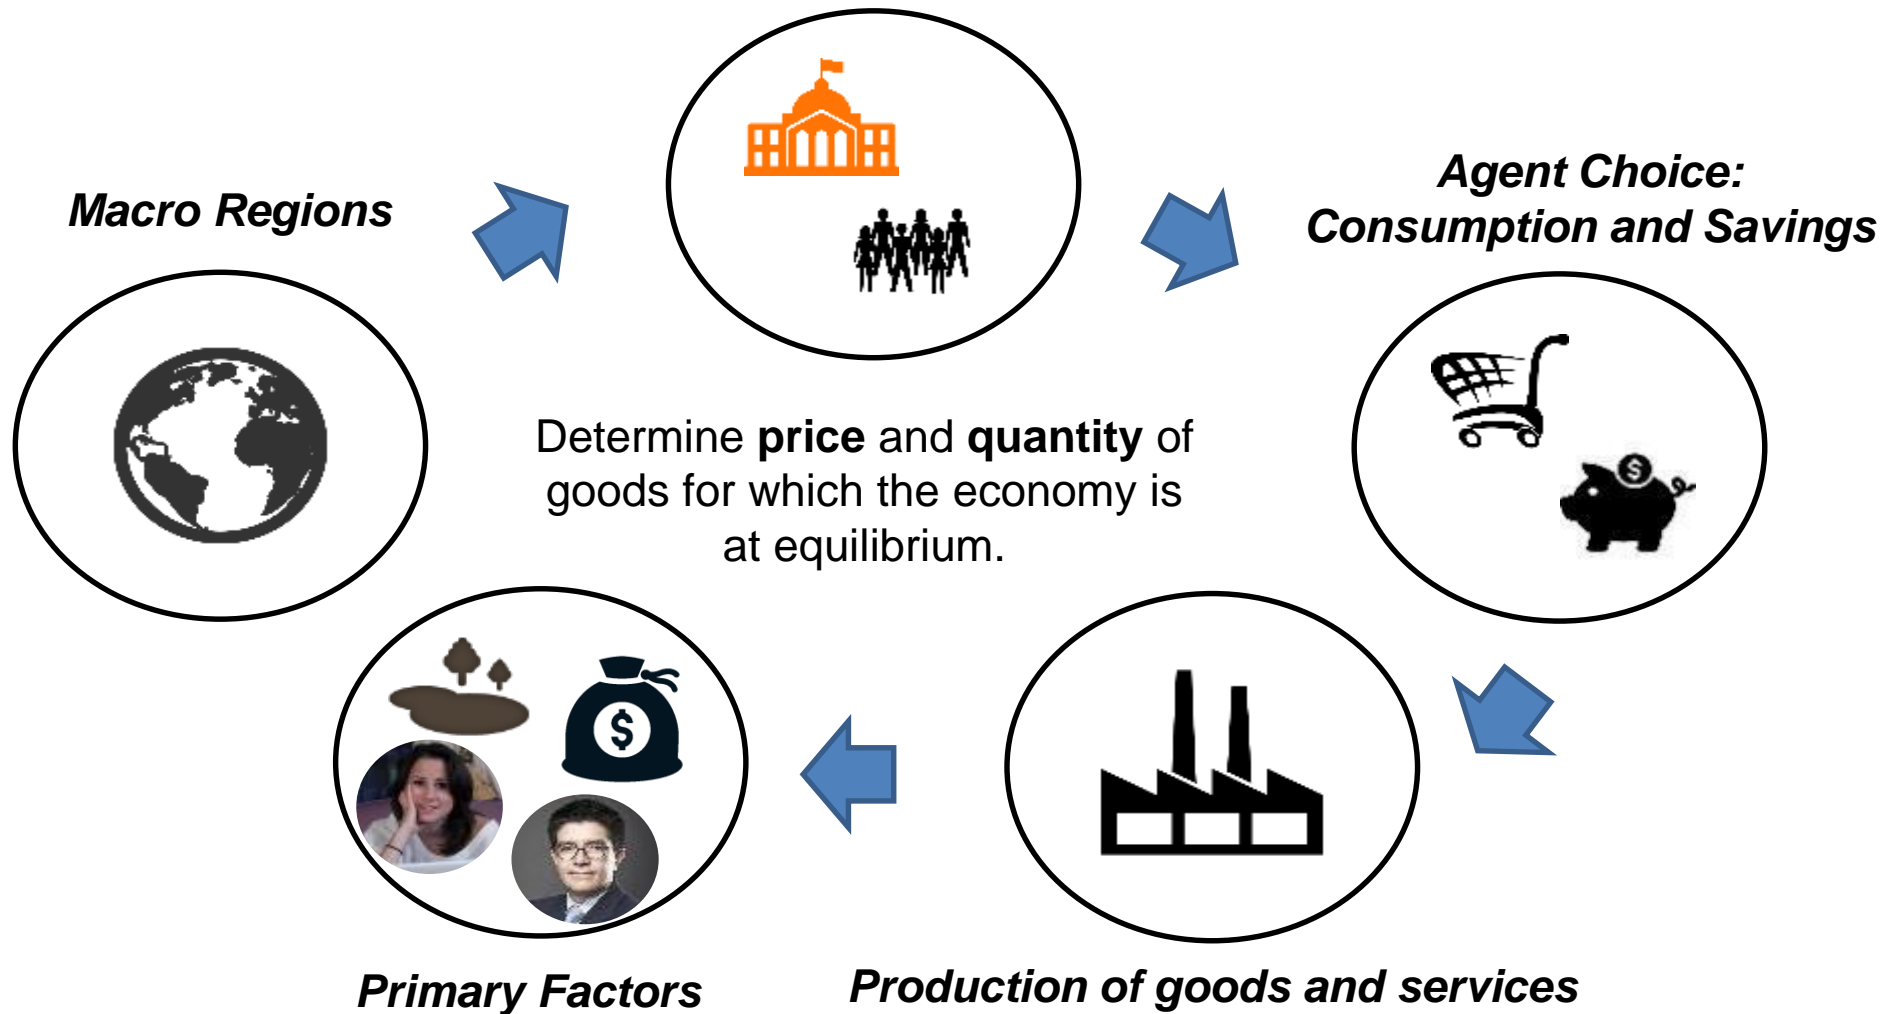 Macro Regions
Agent Choice:
Consumption and Savings
Determine price and quantity of
goods for which the economy is
at equilibrium.
$
$
Primary Factors
Production of goods and services